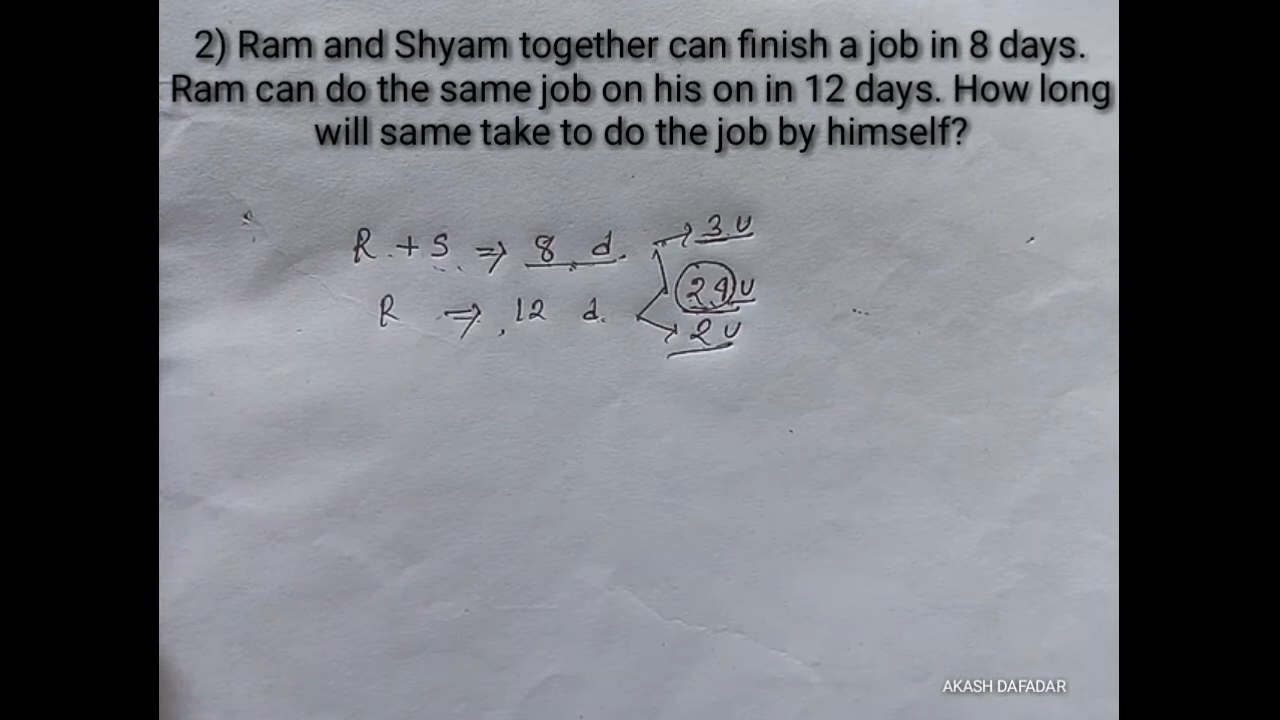 2) Ram and Shyam together can finish a job in 8 days.
Ram can do the same job on his on in 12 days. How long
will same take to do the job by himself?
R + S ⇒ 8 d. → 3 U
24 U
R ⇒ 12 d. → 2 U
AKASH DAFADAR